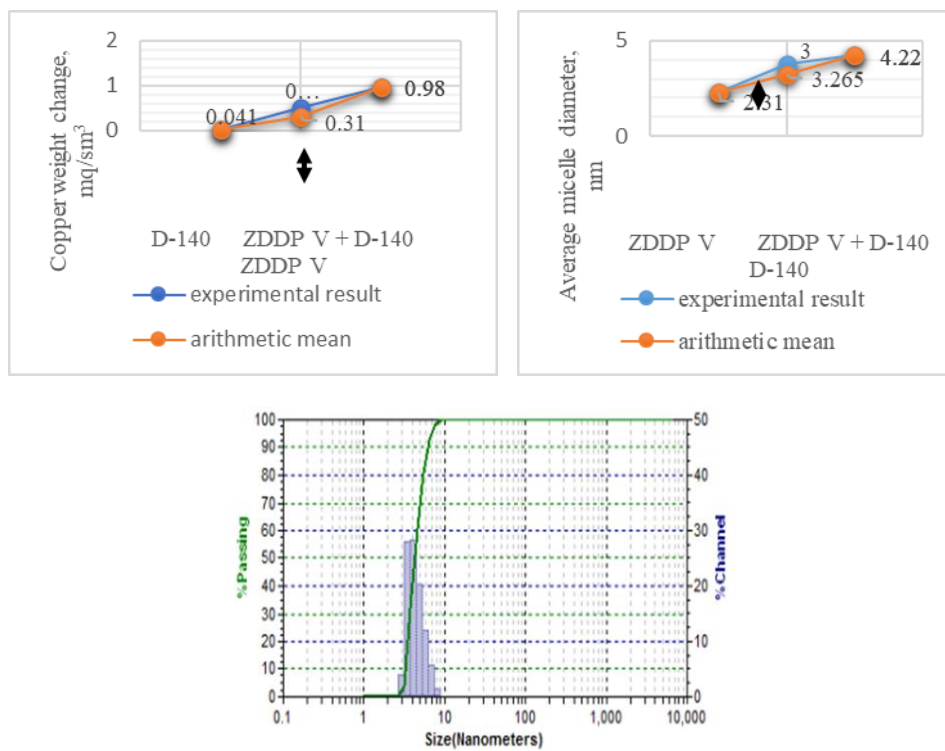 Copper weight change,
mq/sm³
2
1
0
0.041
0...
0.31
0.98
D-140 ZDDP V + D-140
ZDDP V
experimental result
arithmetic mean
Average micelle diameter,
nm
5
0
2.31
3
3.265
4.22
ZDDP V ZDDP V + D-140
D-140
experimental result
arithmetic mean
%Passing
100
90
80
70
60
50
40
30
20
10
0
50
40
30
20
10
0
%Channel
0.1 1 10 100 1,000 10,000
Size(Nanometers)